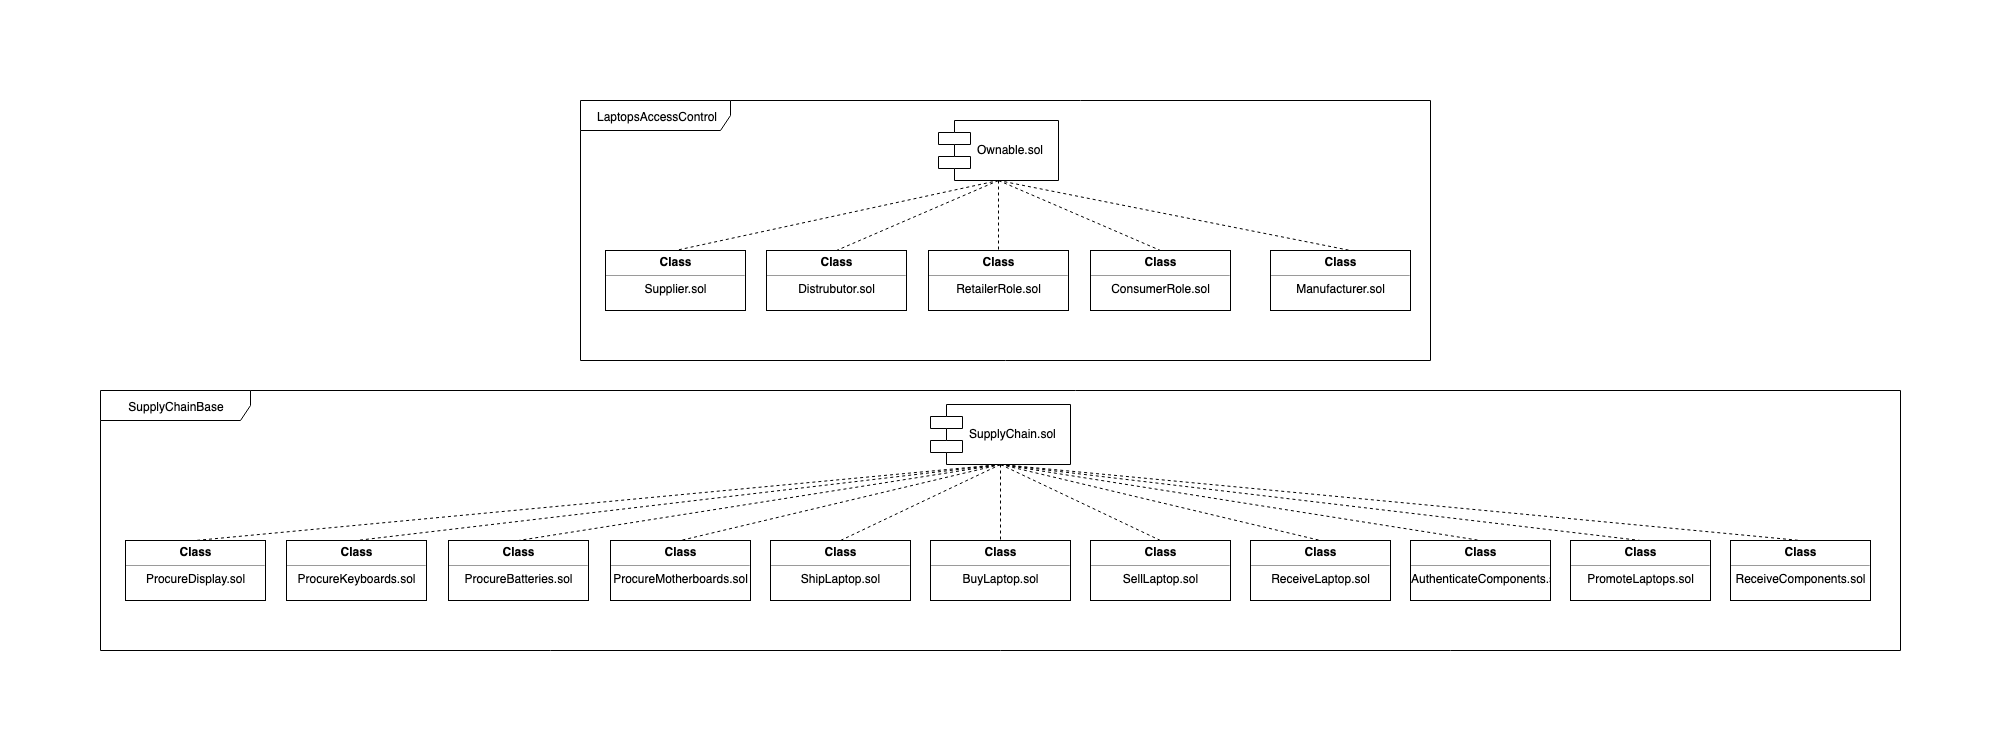 LaptopsAccessControl
Ownable.sol
Class
Supplier.sol
Class
Distrubutor.sol
Class
RetailerRole.sol
Class
ConsumerRole.sol
Class
Manufacturer.sol
SupplyChainBase
SupplyChain.sol
Class
ProcureDisplay.sol
Class
ProcureKeyboards.sol
Class
ProcureBatteries.sol
Class
ProcureMotherboards.sol
Class
ShipLaptop.sol
Class
BuyLaptop.sol
Class
SellLaptop.sol
Class
ReceiveLaptop.sol
Class
AuthenticateComponents.
Class
PromoteLaptops.sol
Class
ReceiveComponents.sol